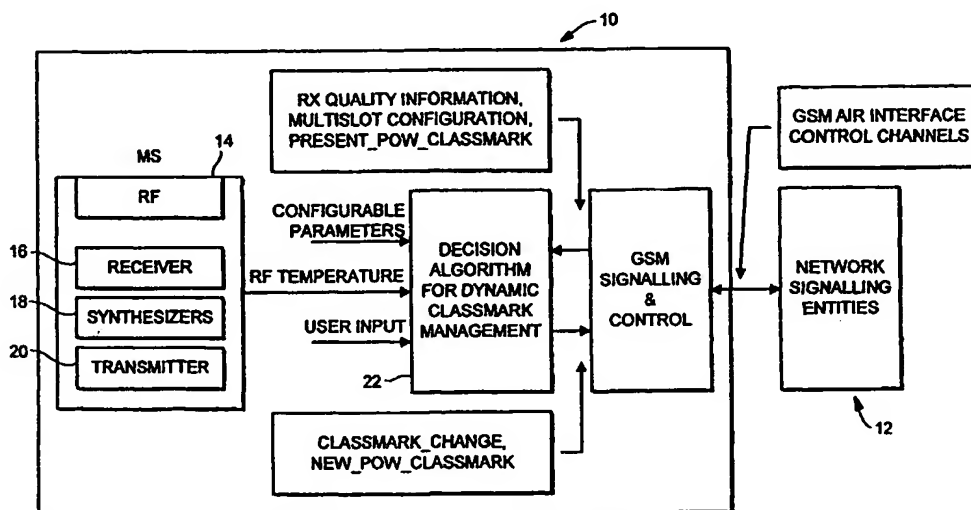 10
RX QUALITY INFORMATION,
MULTISLOT CONFIGURATION,
PRESENT_POW_CLASSMARK
GSM AIR INTERFACE
CONTROL CHANNELS
MS
14
RF
16
RECEIVER
18
SYNTHESIZERS
20
TRANSMITTER
CONFIGURABLE
PARAMETERS
RF TEMPERATURE
USER INPUT
DECISION
ALGORITHM
FOR DYNAMIC
CLASSMARK
MANAGEMENT
22
GSM
SIGNALLING
&
CONTROL
NETWORK
SIGNALLING
ENTITIES
12
CLASSMARK_CHANGE,
NEW_POW_CLASSMARK